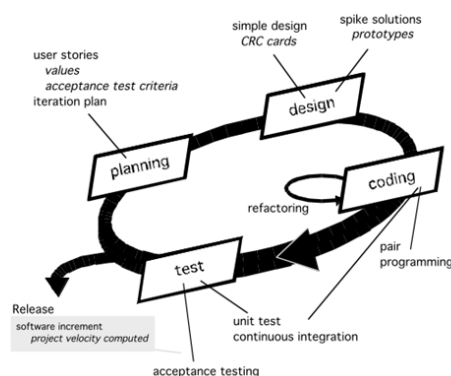 simple design
CRC cards
spike solutions
prototypes
user stories
values
acceptance test criteria
iteration plan
design
planning
coding
refactoring
test
pair
programming
Release
software increment
project velocity computed
unit test
continuous integration
acceptance testing